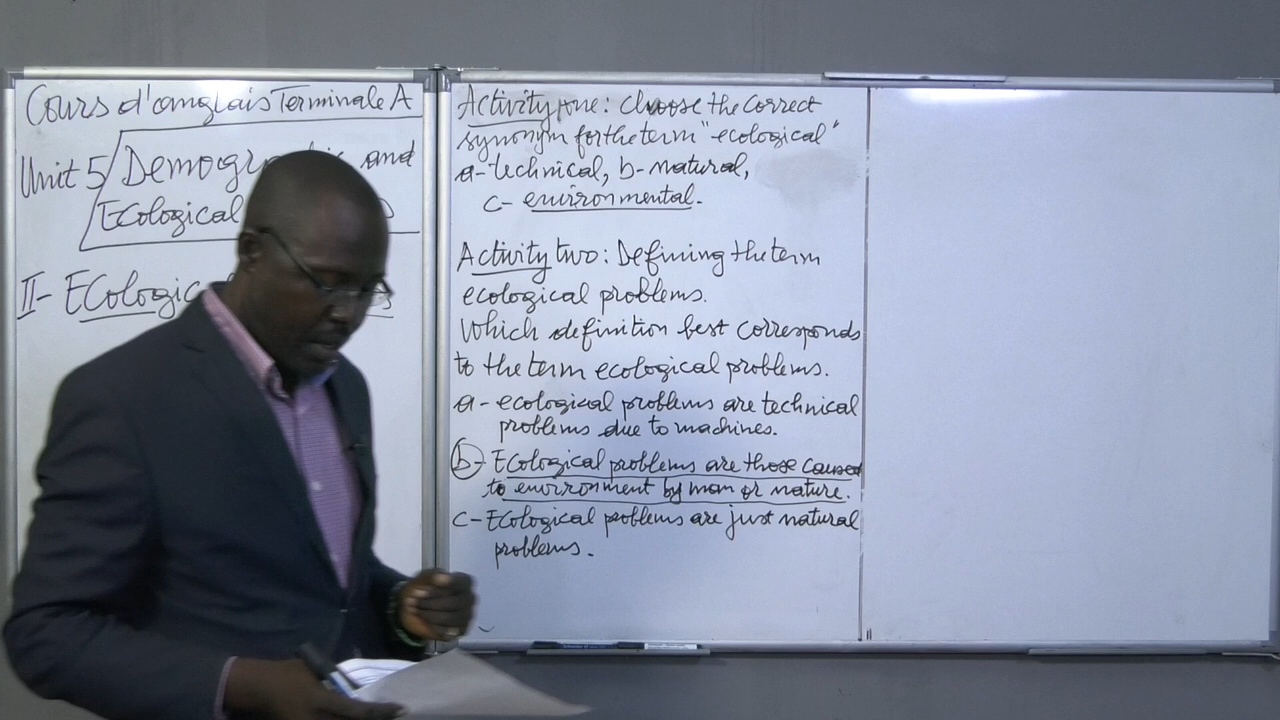 Cours d'anglais Terminale A
Unit 5 Demographic and
Ecological
II- Ecologic
Activity one: Choose the correct
synonym for the term "ecological"
a- technical, b- natural,
c- environmental.
Activity two: Defining the term
ecological problems.
Which definition best corresponds
to the term ecological problems.
a- ecological problems are technical
problems due to machines.
b- Ecological problems are those caused
to environment by man or nature.
c- Ecological problems are just natural
problems.